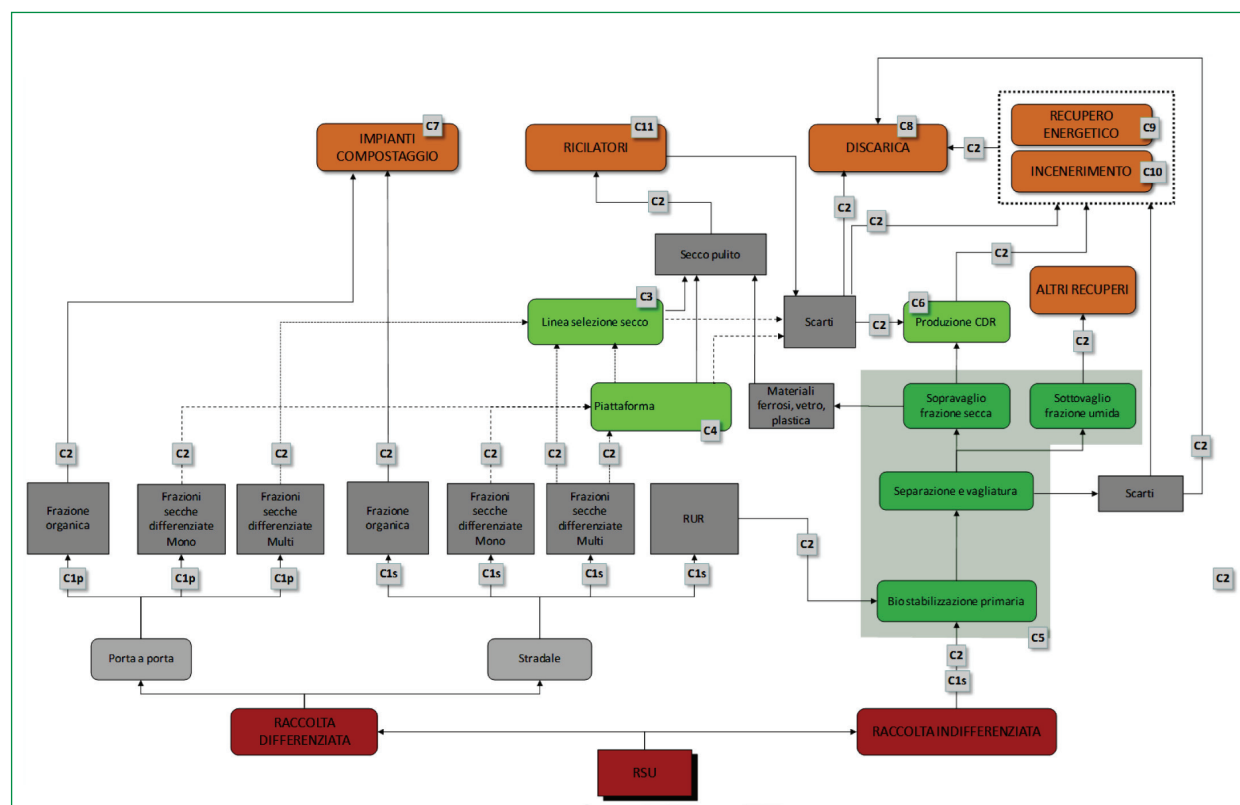 C7
IMPIANTI
COMPOSTAGGIO
C11
RICILATORI
C8
DISCARICA
C2
RECUPERO
ENERGETICO
C9
INCENERIMENTO
C10
C2
C2
C2
C2
Secco pulito
ALTRI RECUPERI
C3
Linea selezione secco
Scarti
C2
C6
Produzione CDR
C2
Piattaforma
C4
Materiali
ferrosi, vetro,
plastica
Sopravaglio
frazione secca
Sottovaglio
frazione umida
C2
C2
C2
C2
C2
C2
C2
Frazione
organica
Frazioni
secche
differenziate
Mono
Frazioni
secche
differenziate
Multi
Frazione
organica
Frazioni
secche
differenziate
Mono
Frazioni
secche
differenziate
Multi
RUR
Separazione e vagliatura
Scarti
C2
C1p
C1p
C1p
C1s
C1s
C1s
C1s
C2
Bio stabilizzazione primaria
C5
Porta a porta
Stradale
C2
C1s
RACCOLTA
DIFFERENZIATA
RACCOLTA INDIFFERENZIATA
RSU